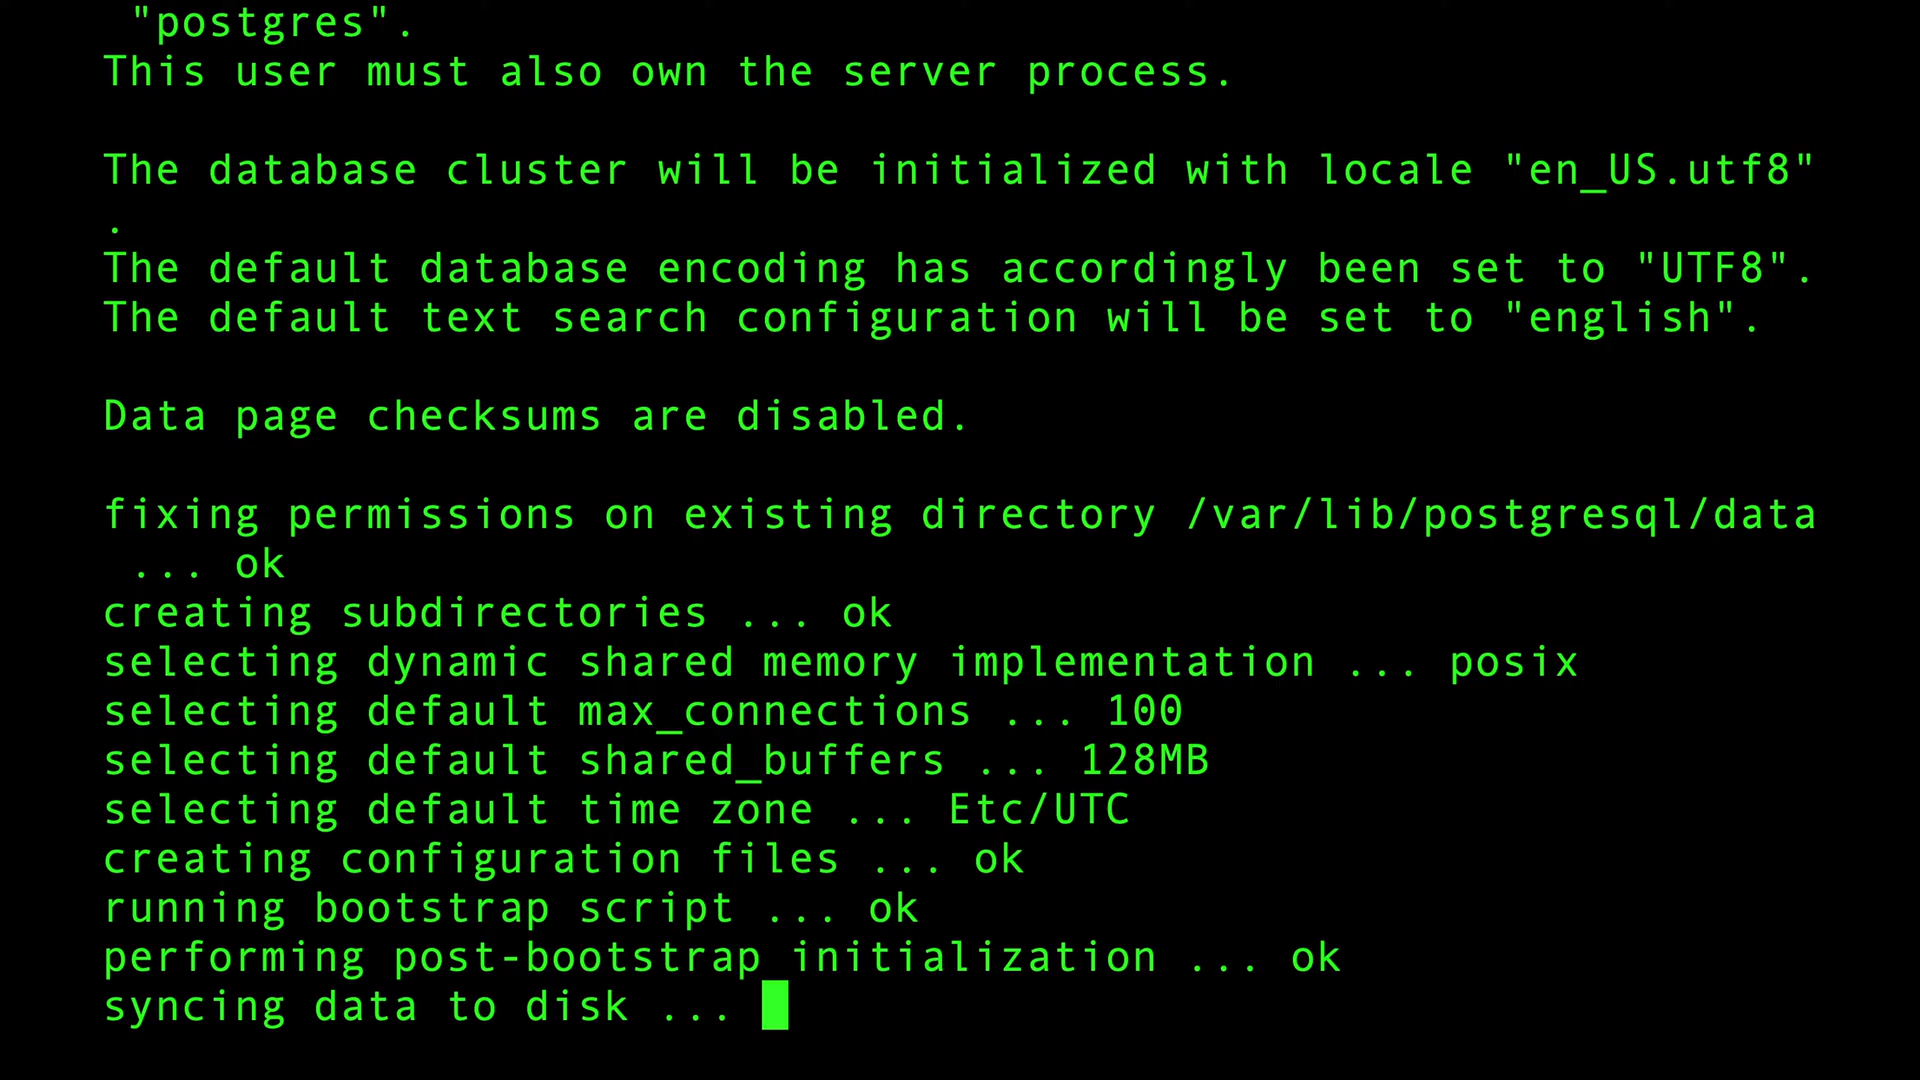 "postgres".
This user must also own the server process.
The database cluster will be initialized with locale "en_US.utf8"
.
The default database encoding has accordingly been set to "UTF8".
The default text search configuration will be set to "english".
Data page checksums are disabled.
fixing permissions on existing directory /var/lib/postgresql/data
... ok
creating subdirectories ... ok
selecting dynamic shared memory implementation ... posix
selecting default max_connections ... 100
selecting default shared_buffers ... 128MB
selecting default time zone ... Etc/UTC
creating configuration files ... ok
running bootstrap script ... ok
performing post-bootstrap initialization ... ok
syncing data to disk ...